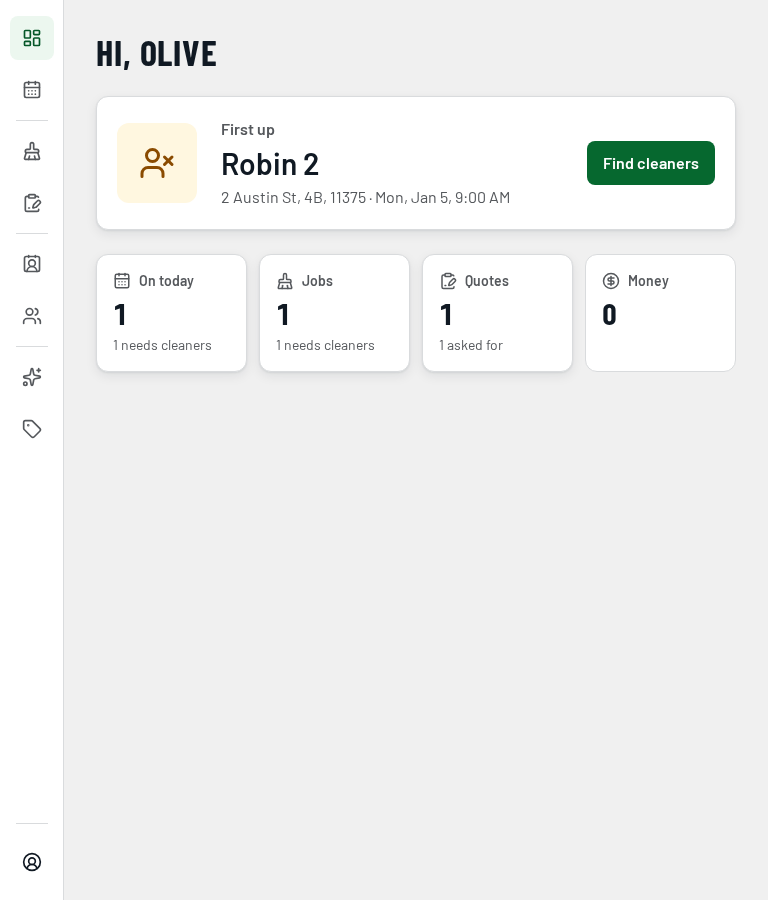 HI, OLIVE
First up
Robin 2
2 Austin St, 4B, 11375 · Mon, Jan 5, 9:00 AM
Find cleaners
On today
1
1 needs cleaners
Jobs
1
1 needs cleaners
Quotes
1
1 asked for
Money
0